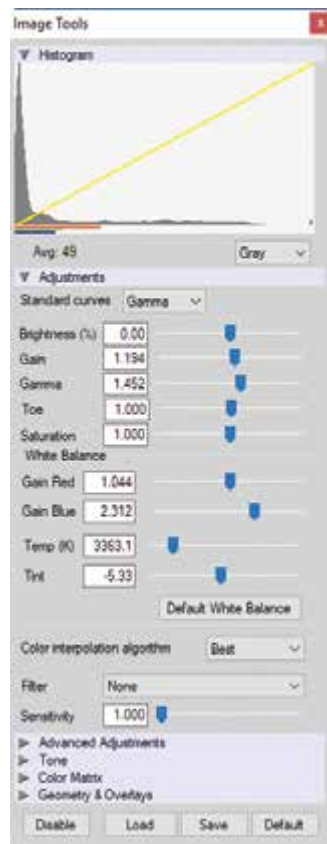 Image Tools
Histogram
Avg: 49 Gray
Adjustments
Standard curves Gamma
Brightness (%) 0.00
Gain 1.194
Gamma 1.452
Toe 1.000
Saturation 1.000
White Balance
Gain Red 1.044
Gain Blue 2.312
Temp (K) 3363.1
Tint -5.33
Default White Balance
Color interpolation algorithm Best
Filter None
Sensitivity 1.000
Advanced Adjustments
Tone
Color Matrix
Geometry & Overlays
Disable Load Save Default